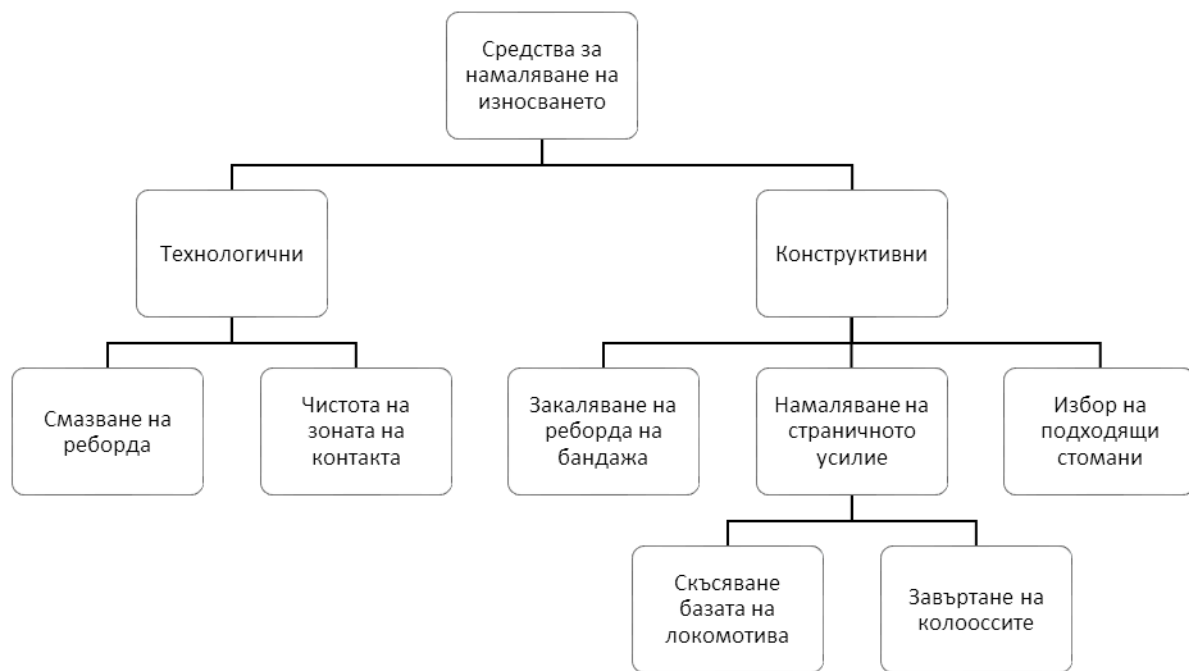 Средства за
намаляване на
износването
Технологични
Конструктивни
Смазване на
реборда
Чистота на
зоната на
контакта
Закаляване на
реборда на
бандажа
Намаляване на
страничното
усилие
Избор на
подходящи
стомани
Скъсяване
базата на
локомотива
Завъртане на
колооссите